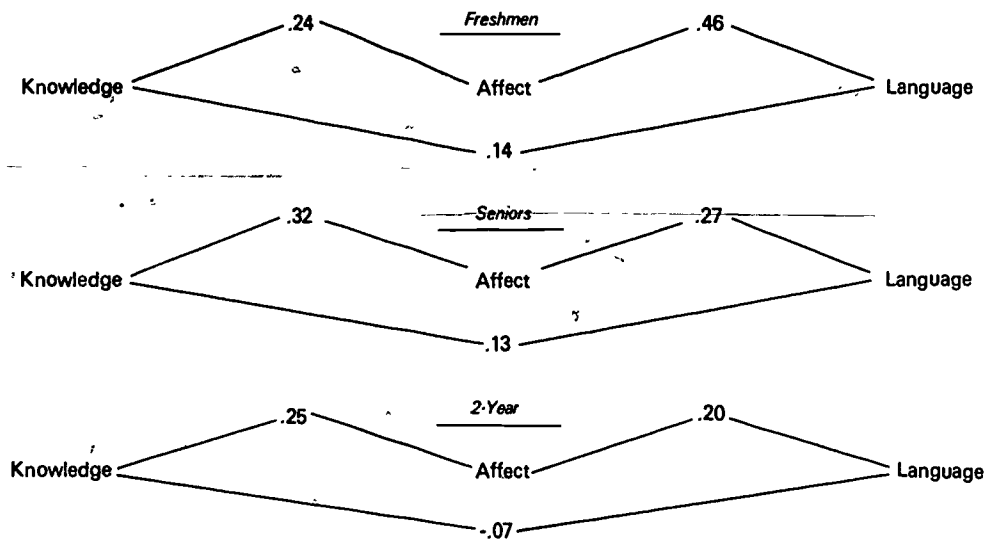 Freshmen
.24 .46
Knowledge Affect Language
.14
Seniors
.32 .27
Knowledge Affect Language
.13
2-Year
.25 .20
Knowledge Affect Language
-.07